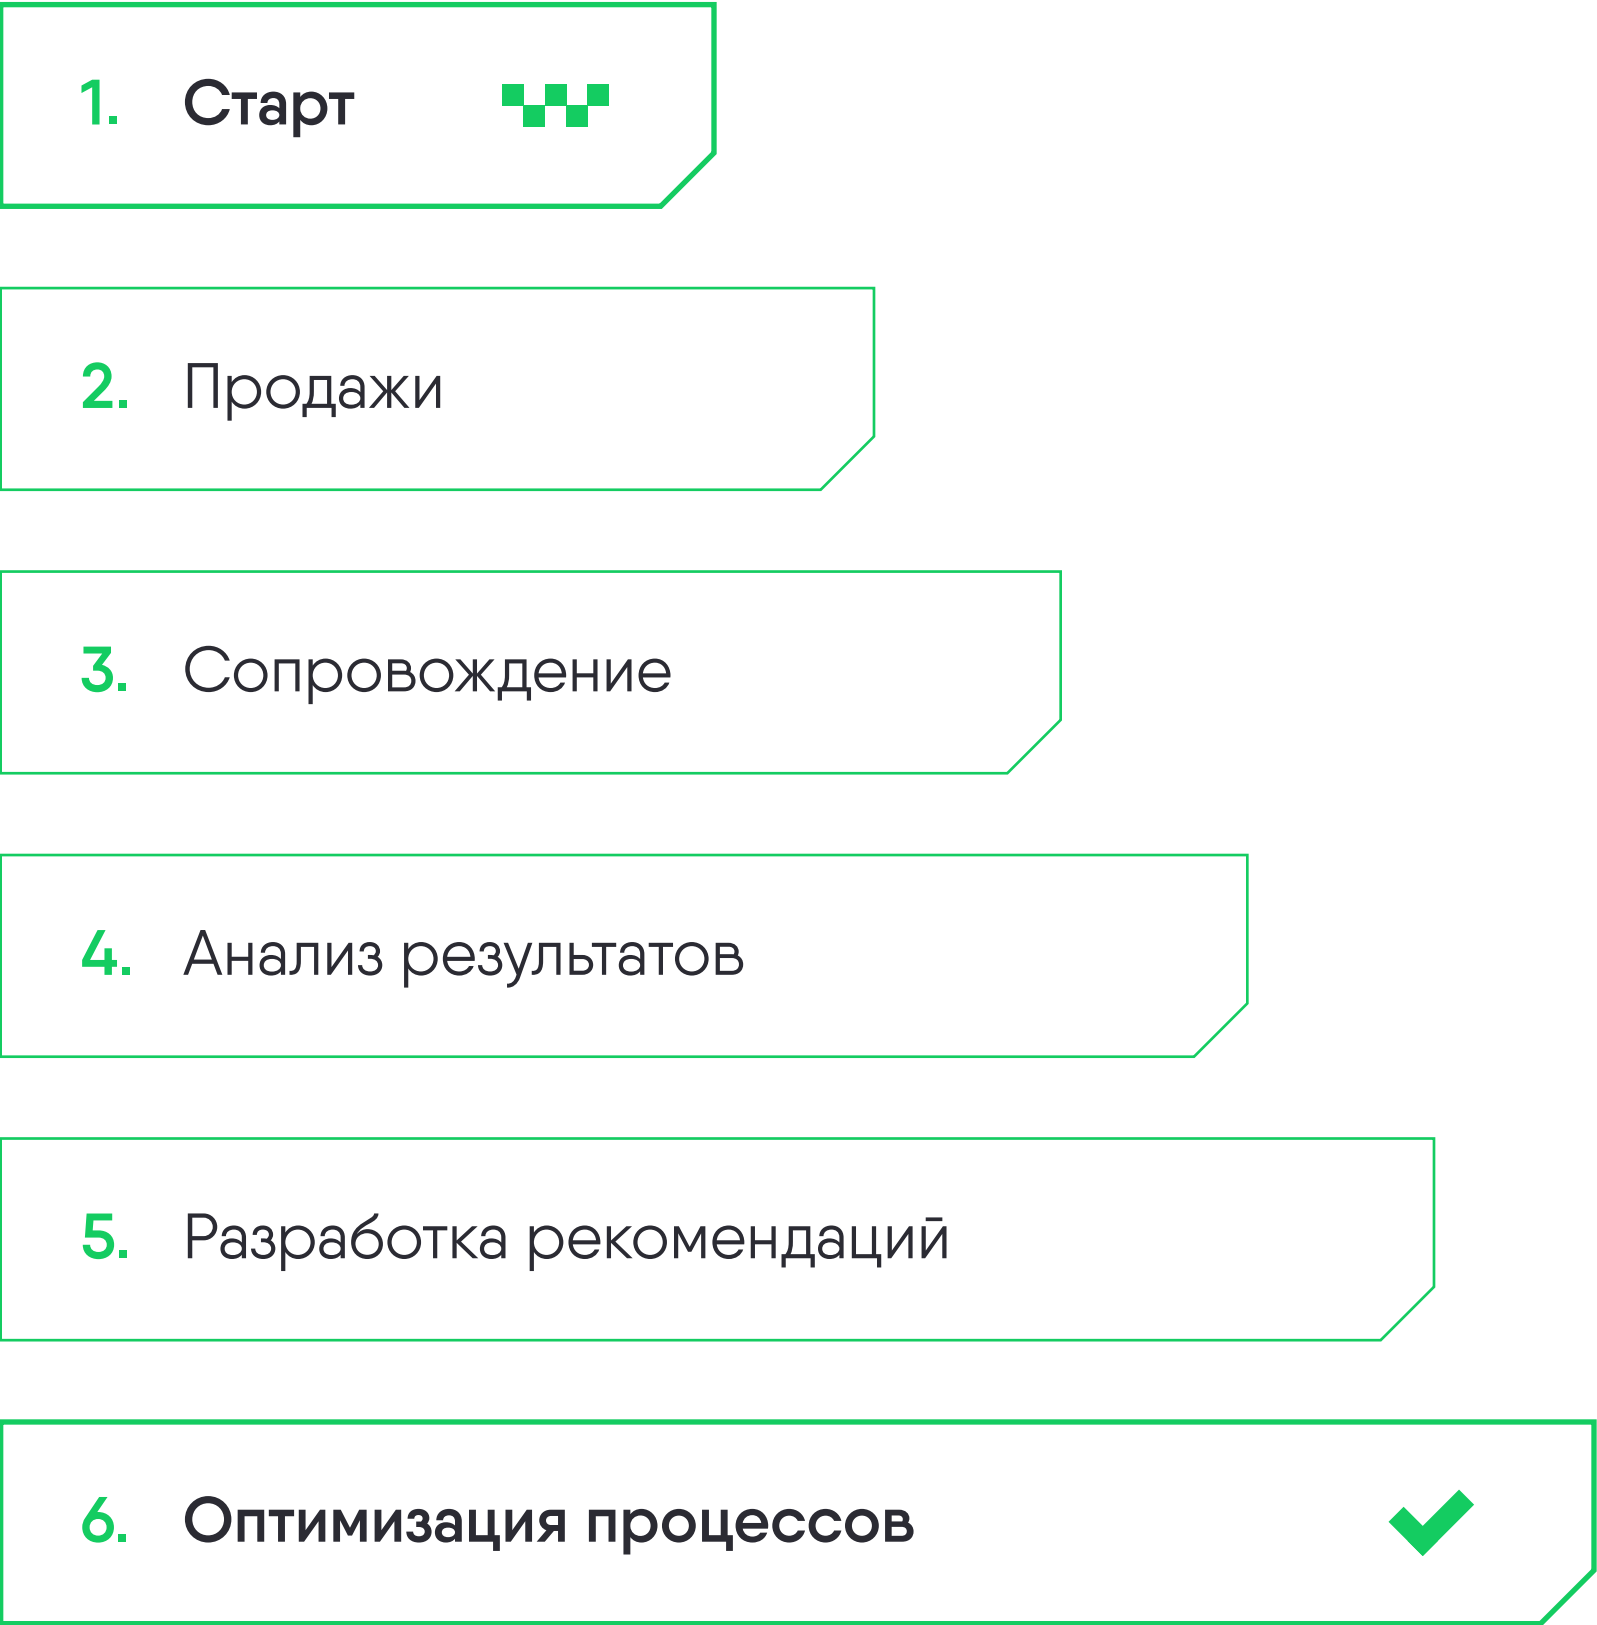 1. Старт
2. Продажи
3. Сопровождение
4. Анализ результатов
5. Разработка рекомендаций
6. Оптимизация процессов